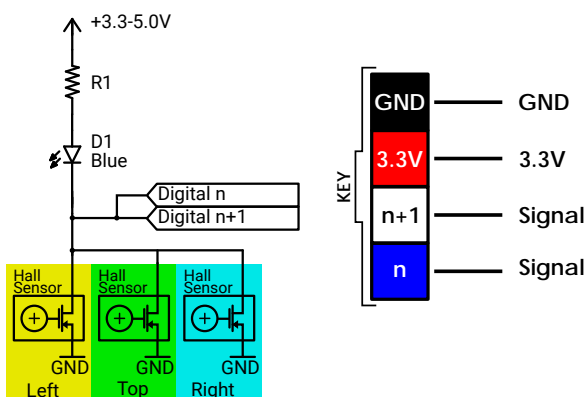 +3.3-5.0V
R1
D1
Blue
Digital n
Digital n+1
Hall
Sensor
GND
Left
Hall
Sensor
GND
Top
Hall
Sensor
GND
Right
KEY
GND GND
3.3V 3.3V
n+1 Signal
n Signal